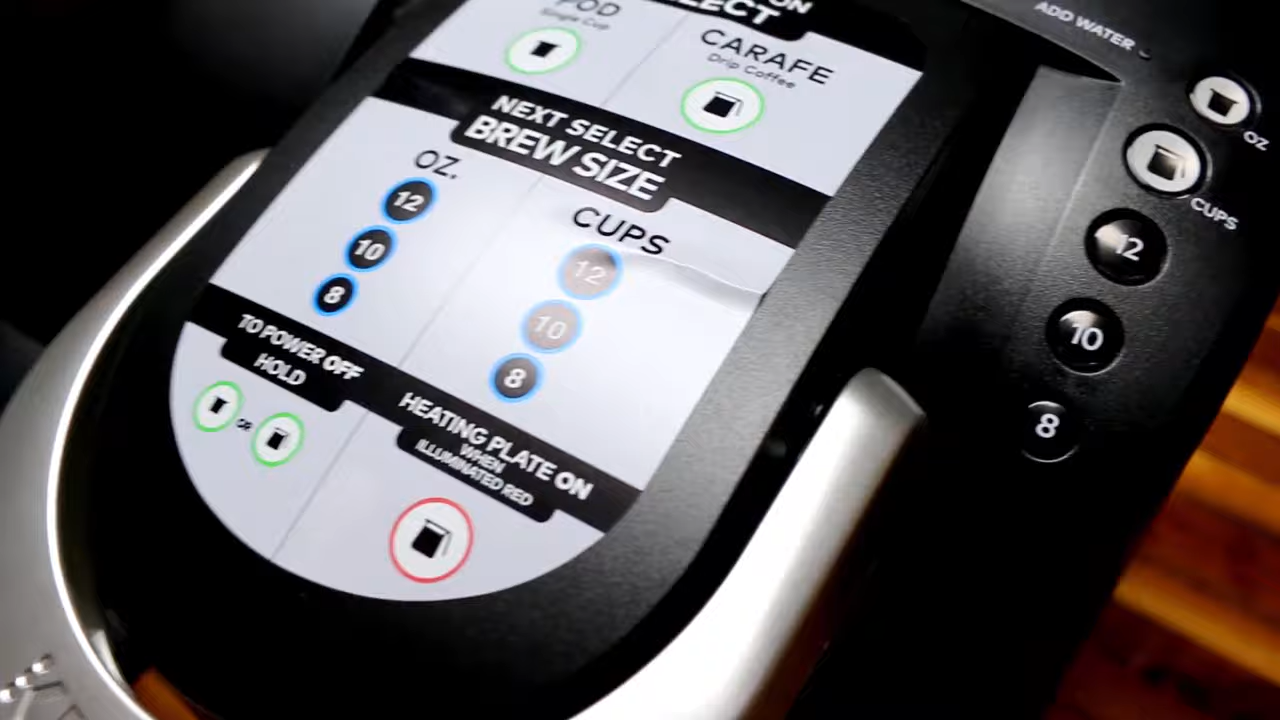 POD
Single Cup
CARAFE
Drip Coffee
NEXT SELECT
BREW SIZE
OZ.
12
10
8
CUPS
12
10
8
TO POWER OFF
HOLD
OR
HEATING PLATE ON
WHEN
ILLUMINATED RED
ADD WATER
OZ
CUPS
12
10
8